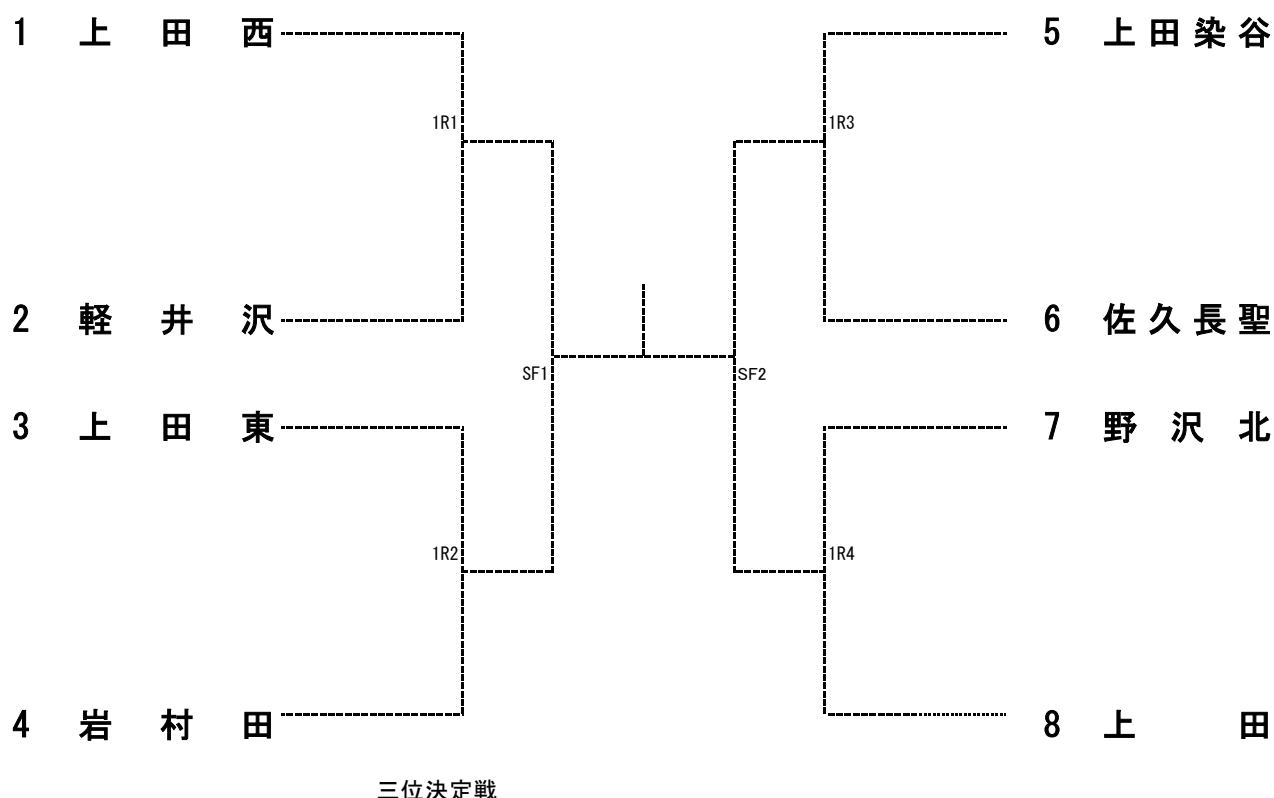 1 上田西
1R1
2 軽井沢
SF1
3 上田東
1R2
4 岩村田
5 上田染谷
1R3
6 佐久長聖
SF2
7 野沢北
1R4
8 上田
三位決定戦